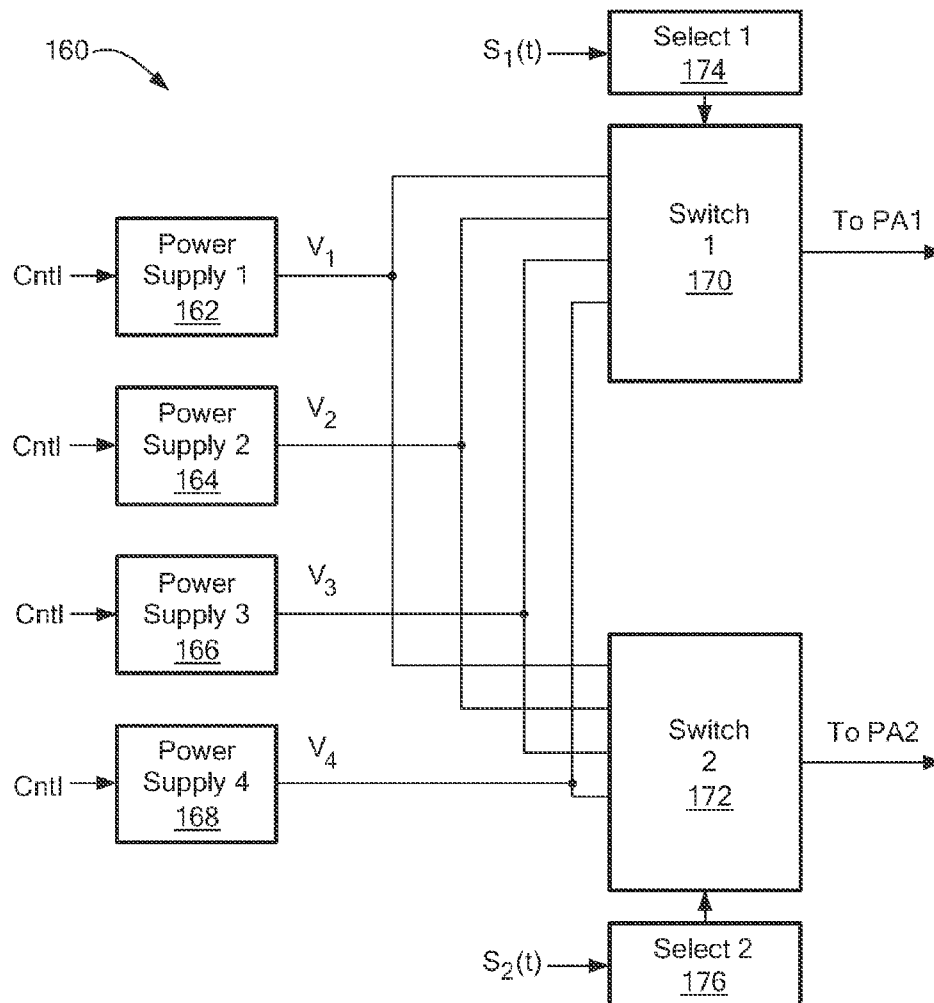 160
S1(t)
Select 1
174
Switch
1
170
To PA1
Cntl
Power
Supply 1
162
V1
Cntl
Power
Supply 2
164
V2
Cntl
Power
Supply 3
166
V3
Cntl
Power
Supply 4
168
V4
Switch
2
172
To PA2
S2(t)
Select 2
176